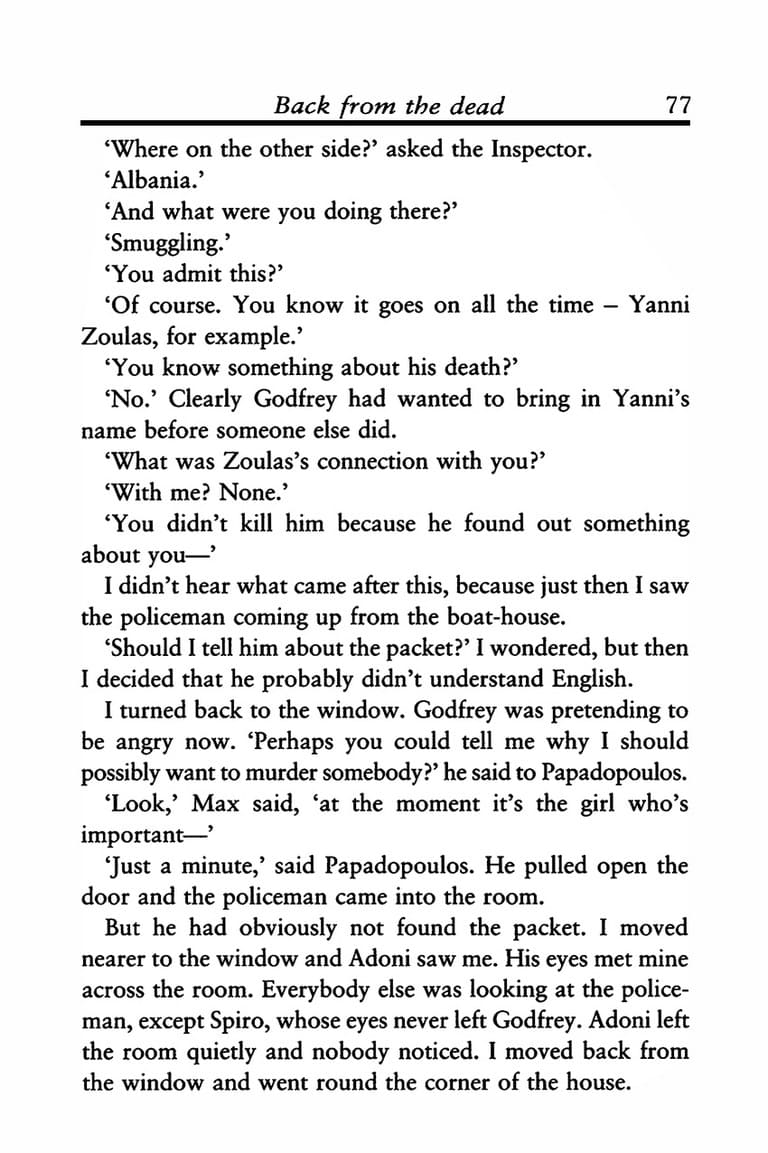 Back from the dead 77
‘Where on the other side?’ asked the Inspector.
‘Albania.’
‘And what were you doing there?’
‘Smuggling.’
‘You admit this?’
‘Of course. You know it goes on all the time – Yanni
Zoulas, for example.’
‘You know something about his death?’
‘No.’ Clearly Godfrey had wanted to bring in Yanni’s
name before someone else did.
‘What was Zoulas’s connection with you?’
‘With me? None.’
‘You didn’t kill him because he found out something
about you—’
I didn’t hear what came after this, because just then I saw
the policeman coming up from the boat-house.
‘Should I tell him about the packet?’ I wondered, but then
I decided that he probably didn’t understand English.
I turned back to the window. Godfrey was pretending to
be angry now. ‘Perhaps you could tell me why I should
possibly want to murder somebody?’ he said to Papadopoulos.
‘Look,’ Max said, ‘at the moment it’s the girl who’s
important—’
‘Just a minute,’ said Papadopoulos. He pulled open the
door and the policeman came into the room.
But he had obviously not found the packet. I moved
nearer to the window and Adoni saw me. His eyes met mine
across the room. Everybody else was looking at the police-
man, except Spiro, whose eyes never left Godfrey. Adoni left
the room quietly and nobody noticed. I moved back from
the window and went round the corner of the house.